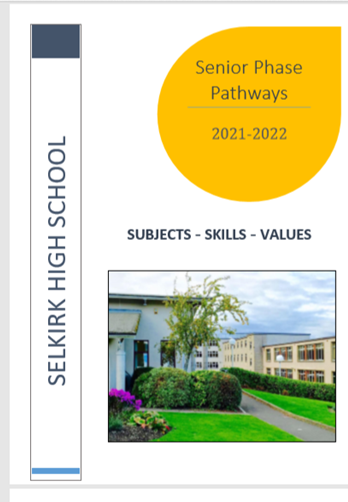 Senior Phase
Pathways
2021-2022
SELKIRK HIGH SCHOOL
SUBJECTS - SKILLS - VALUES